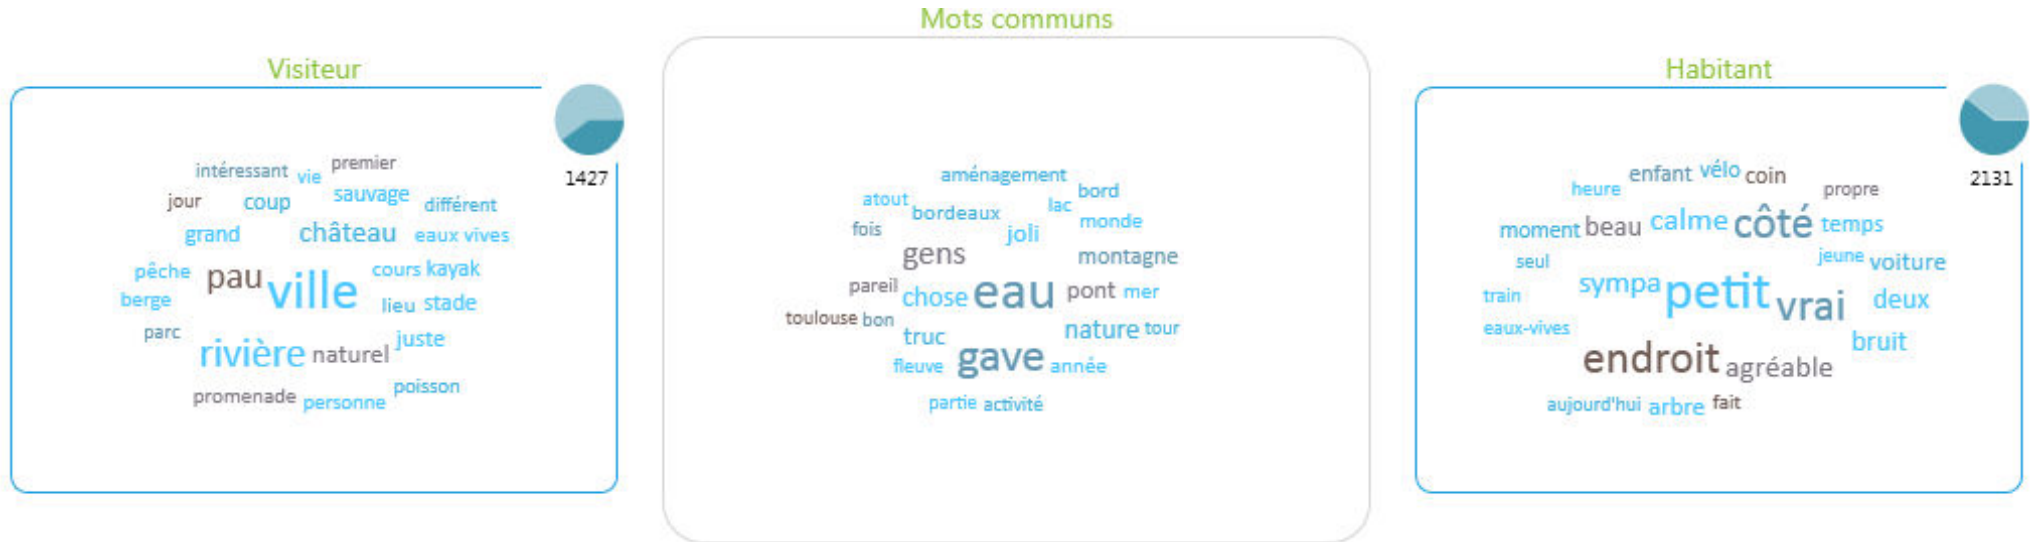 Mots communs
Visiteur
1427
intéressant vie premier
jour coup sauvage différent
grand château eaux vives
pêche pau ville cours kayak
berge lieu stade
parc rivière naturel juste
promenade personne poisson
aménagement
atout bordeaux lac bord
fois joli monde
gens montagne
pareil chose eau pont mer
toulouse bon truc nature tour
fleuve gave année
partie activité
Habitant
2131
heure enfant vélo coin propre
moment beau calme côté temps
seul jeune voiture
train sympa petit vrai deux
eaux-vives bruit
endroit agréable
aujourd'hui arbre fait